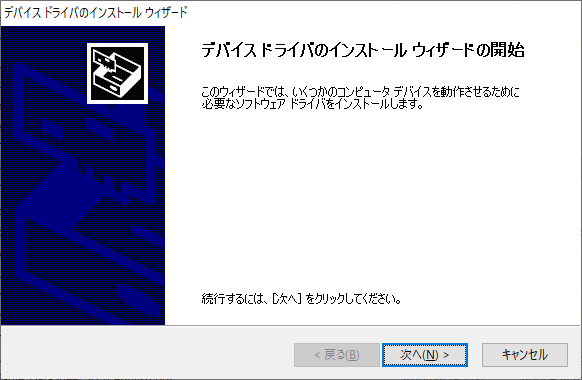 デバイス ドライバのインストール ウィザード
デバイス ドライバのインストール ウィザードの開始
このウィザードでは、いくつかのコンピュータ デバイスを動作させるために
必要なソフトウェア ドライバをインストールします。
続行するには、[次へ] をクリックしてください。
< 戻る(B)
次へ(N) >
キャンセル